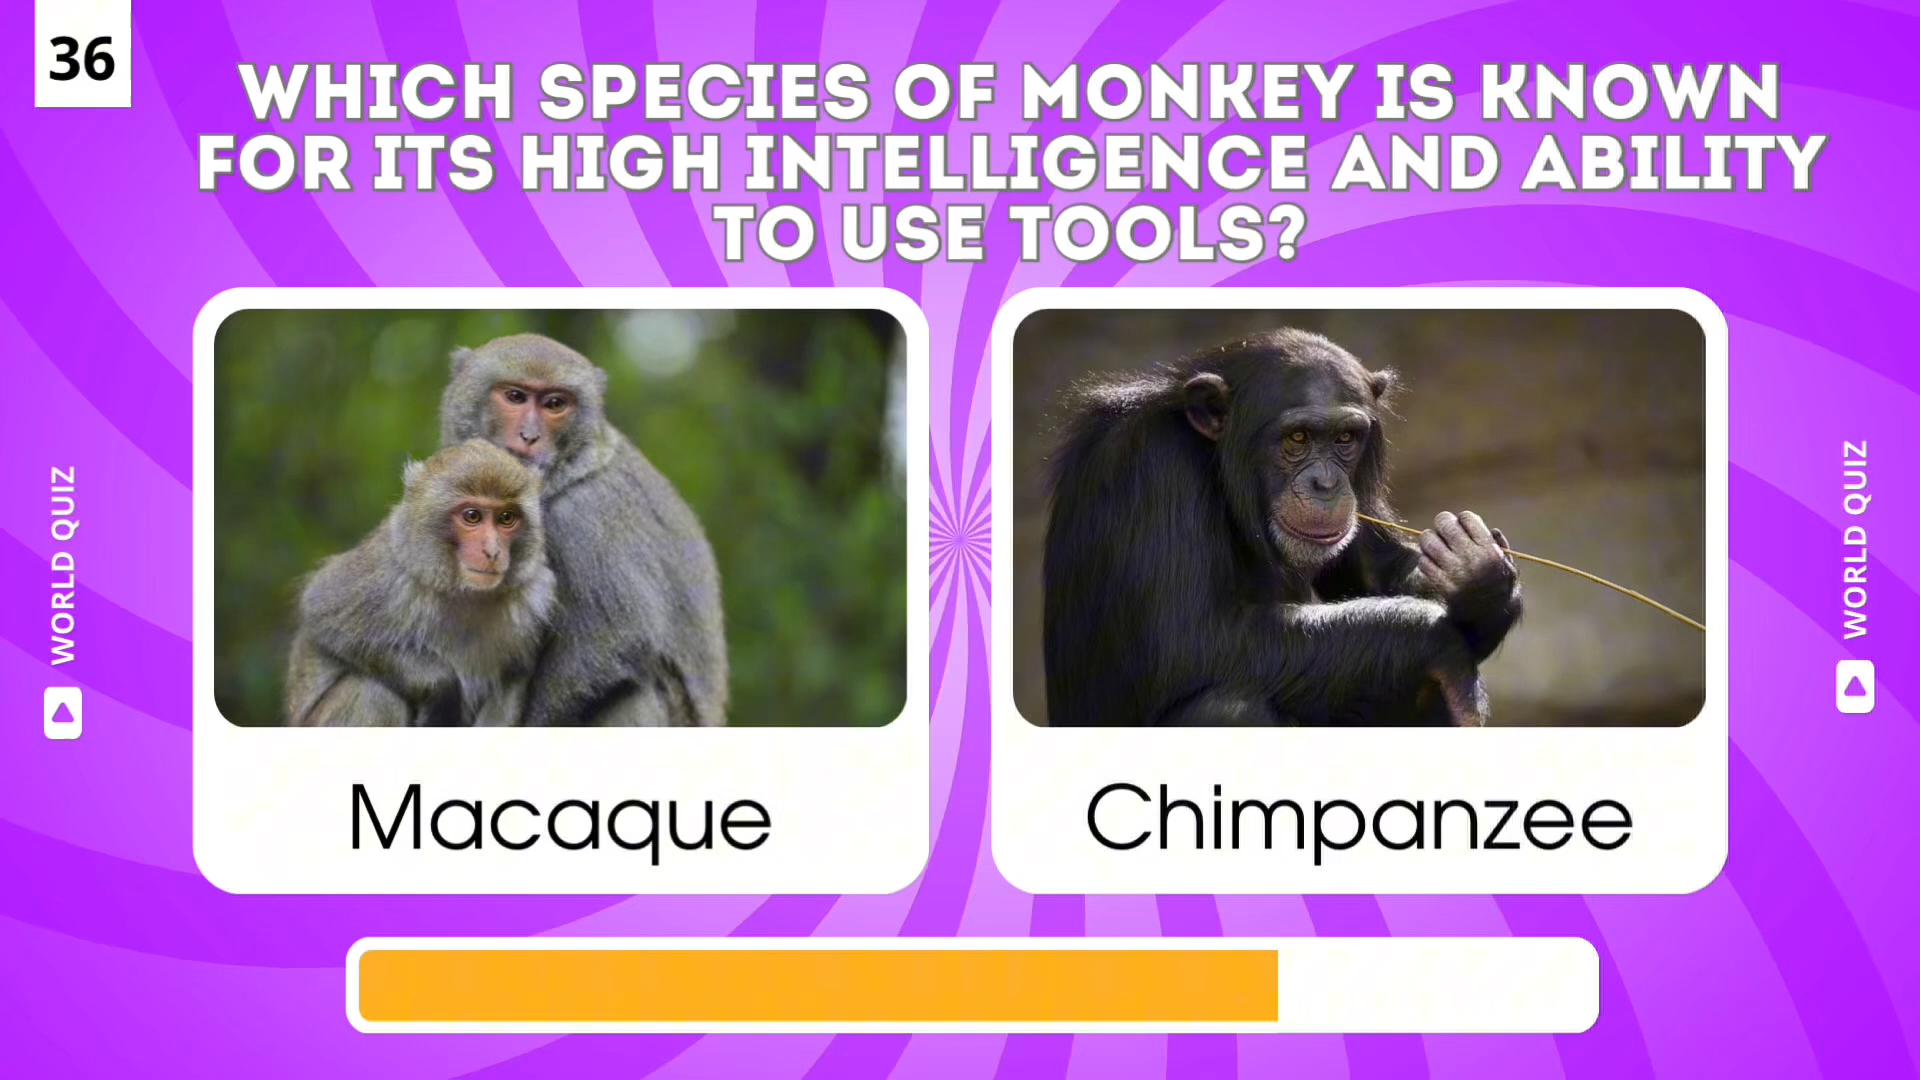 36
WHICH SPECIES OF MONKEY IS KNOWN
FOR ITS HIGH INTELLIGENCE AND ABILITY
TO USE TOOLS?
WORLD QUIZ
WORLD QUIZ
Macaque
Chimpanzee